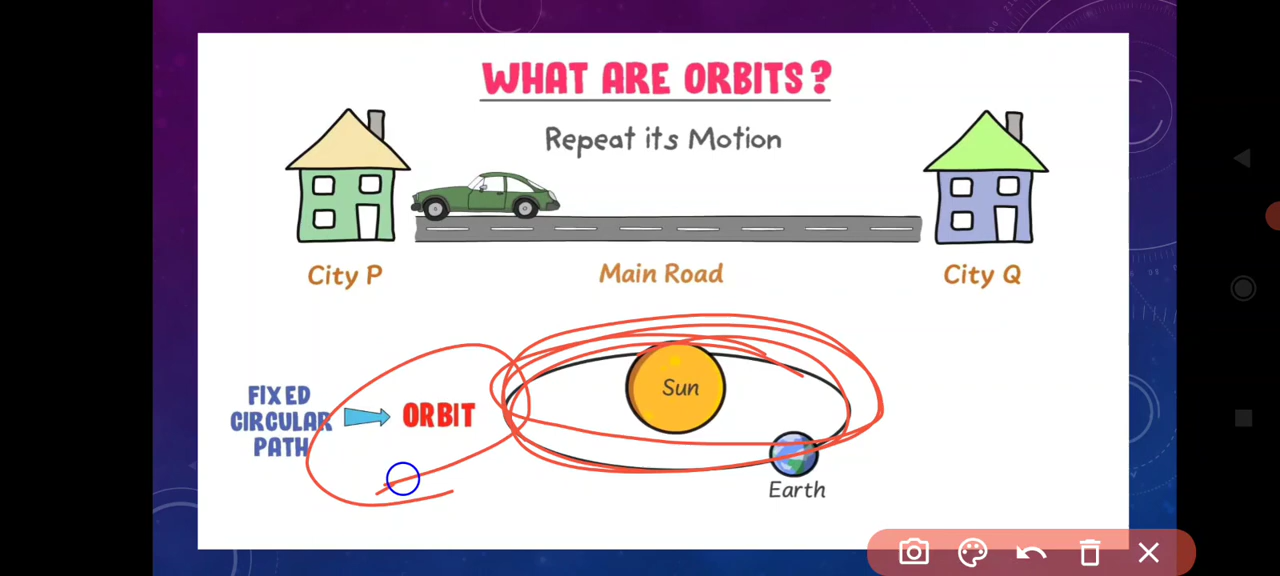 WHAT ARE ORBITS?
Repeat its Motion
City P
Main Road
City Q
FIXED
CIRCULAR
PATH
ORBIT
Sun
Earth